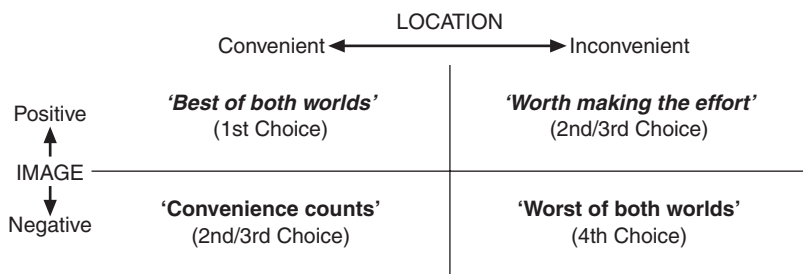 LOCATION
Convenient Inconvenient
Positive
‘Best of both worlds’ ‘Worth making the effort’
(1st Choice) (2nd/3rd Choice)
IMAGE
Negative
‘Convenience counts’ ‘Worst of both worlds’
(2nd/3rd Choice) (4th Choice)